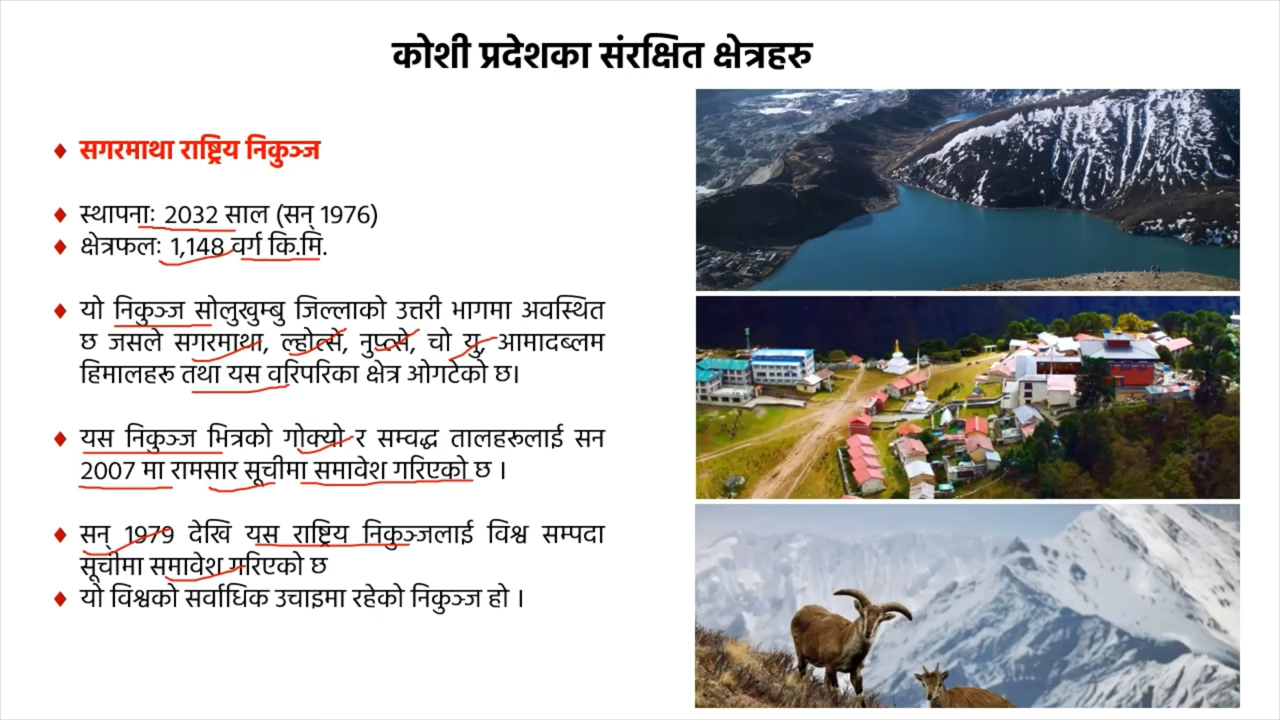 कोशी प्रदेशका संरक्षित क्षेत्रहरु
सगरमाथा राष्ट्रिय निकुञ्ज
स्थापनाः 2032 साल (सन् 1976)
क्षेत्रफलः 1,148 वर्ग कि.मि.
यो निकुञ्ज सोलुखुम्बु जिल्लाको उत्तरी भागमा अवस्थित
छ जसले सगरमाथा, ल्होत्से, नुप्त्से, चो यु, आमादब्लम
हिमालहरू तथा यस वरिपरिका क्षेत्र ओगटेको छ।
यस निकुञ्ज भित्रको गोक्यो र सम्वद्ध तालहरूलाई सन
2007 मा रामसार सूचीमा समावेश गरिएको छ ।
सन् 1979 देखि यस राष्ट्रिय निकुञ्जलाई विश्व सम्पदा
सूचीमा समावेश गरिएको छ
यो विश्वको सर्वाधिक उचाइमा रहेको निकुञ्ज हो ।